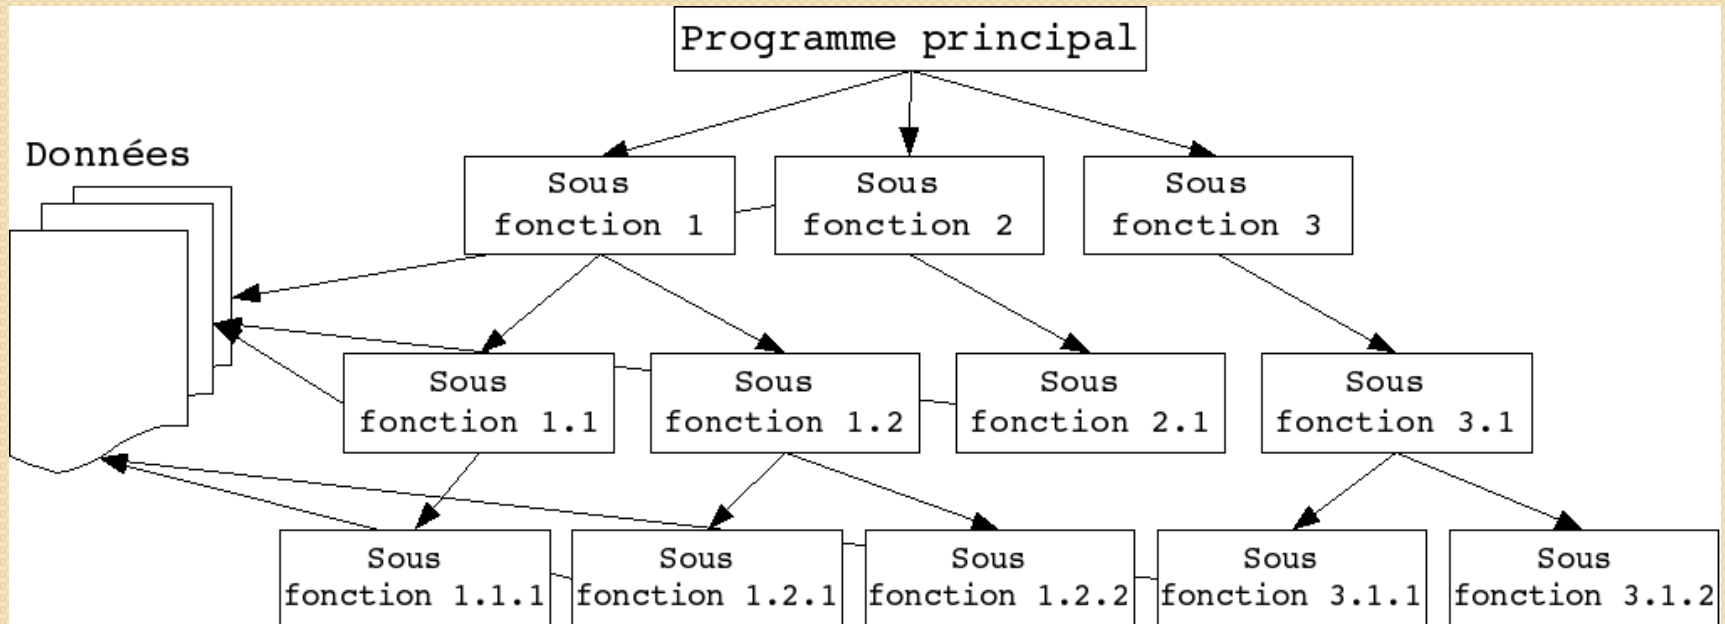 Programme principal
Données
Sous
fonction 1
Sous
fonction 2
Sous
fonction 3
Sous
fonction 1.1
Sous
fonction 1.2
Sous
fonction 2.1
Sous
fonction 3.1
Sous
fonction 1.1.1
Sous
fonction 1.2.1
Sous
fonction 1.2.2
Sous
fonction 3.1.1
Sous
fonction 3.1.2